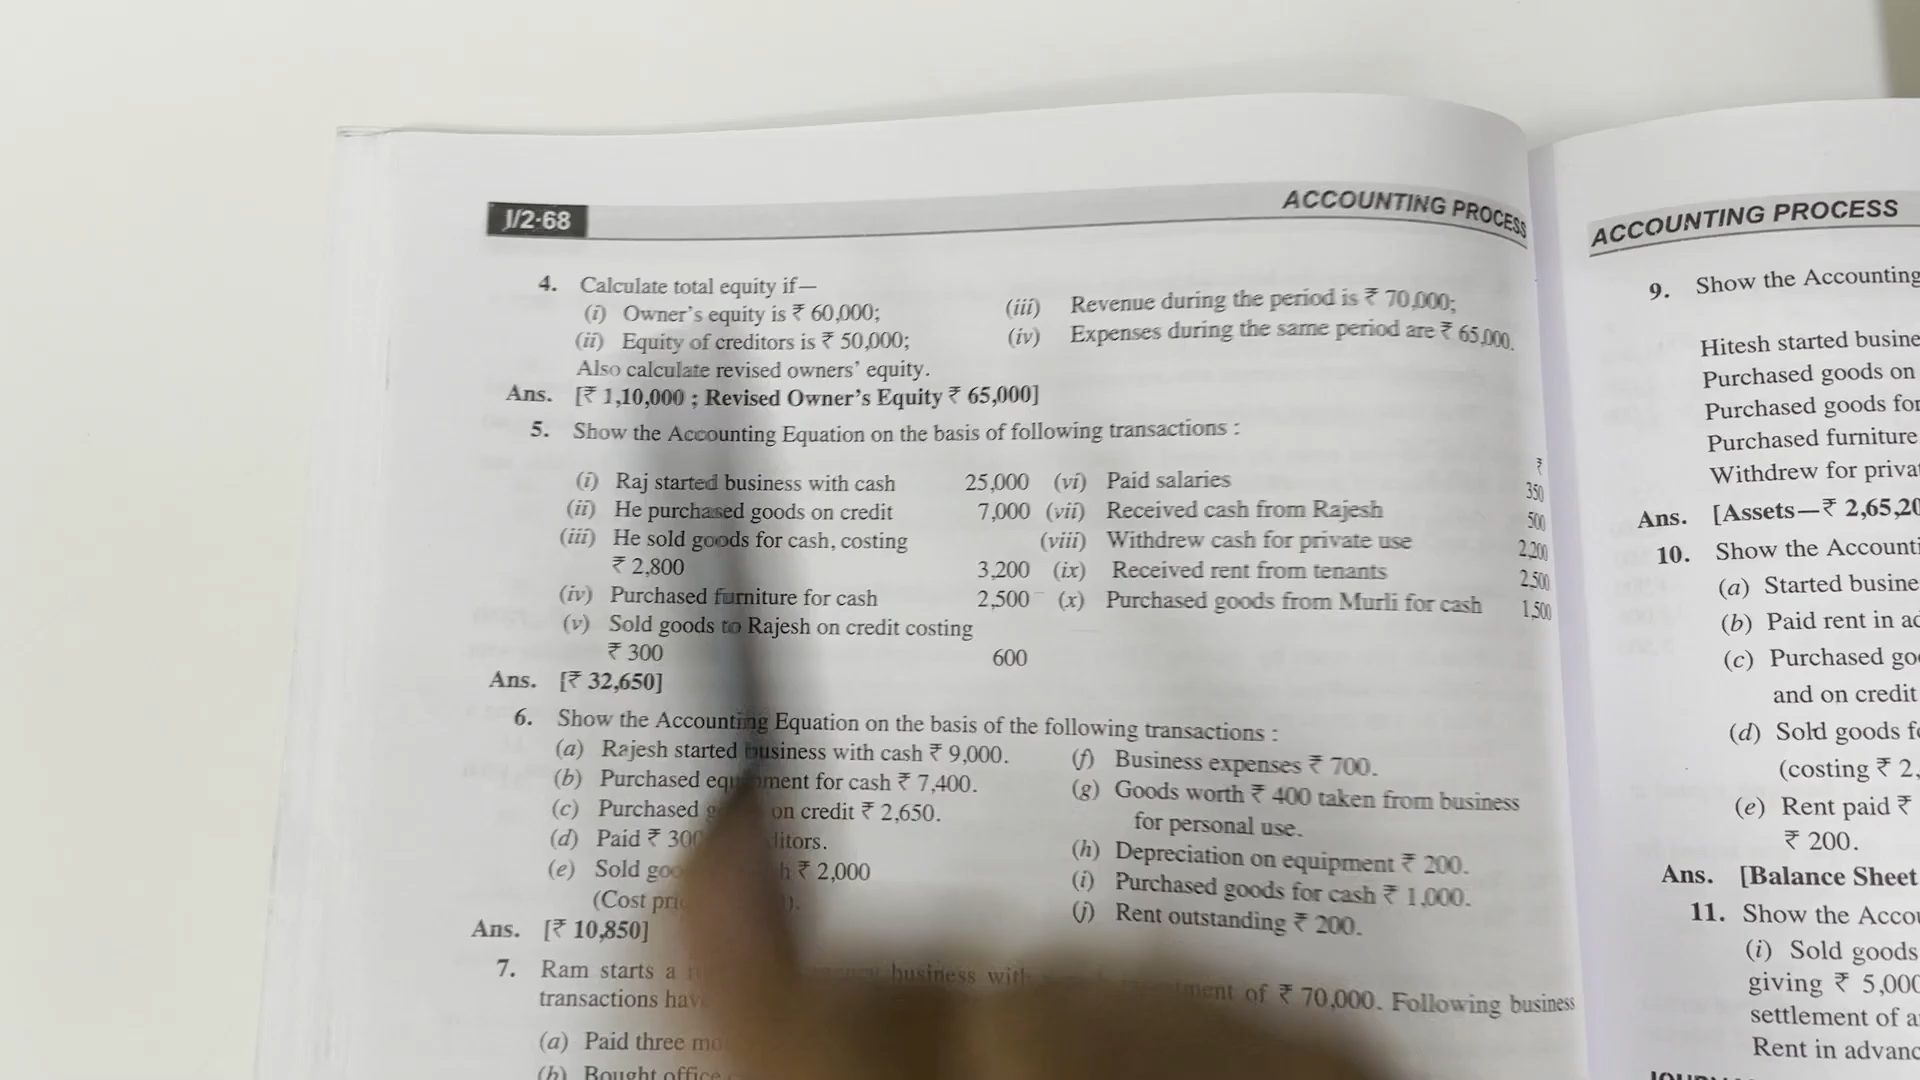 J/2·68
ACCOUNTING PROCESS
4. Calculate total equity if—
(i) Owner's equity is ₹ 60,000;
(ii) Equity of creditors is ₹ 50,000;
(iii) Revenue during the period is ₹ 70,000;
(iv) Expenses during the same period are ₹ 65,000.
Also calculate revised owners' equity.
Ans. [₹ 1,10,000 ; Revised Owner's Equity ₹ 65,000]
5. Show the Accounting Equation on the basis of following transactions :
₹
(i) Raj started business with cash 25,000
(ii) He purchased goods on credit 7,000
(iii) He sold goods for cash, costing
₹ 2,800 3,200
(iv) Purchased furniture for cash 2,500
(v) Sold goods to Rajesh on credit costing
₹ 300 600
(vi) Paid salaries 350
(vii) Received cash from Rajesh 500
(viii) Withdrew cash for private use 2,200
(ix) Received rent from tenants 2,500
(x) Purchased goods from Murli for cash 1,500
Ans. [₹ 32,650]
6. Show the Accounting Equation on the basis of the following transactions :
(a) Rajesh started business with cash ₹ 9,000.
(b) Purchased equipment for cash ₹ 7,400.
(c) Purchased on credit ₹ 2,650.
(d) Paid ₹ 300
(e) Sold ₹ 2,000
(Cost
(f) Business expenses ₹ 700.
(g) Goods worth ₹ 400 taken from business
for personal use.
(h) Depreciation on equipment ₹ 200.
(i) Purchased goods for cash ₹ 1,000.
(j) Rent outstanding ₹ 200.
Ans. [₹ 10,850]
7. Ram starts a business with of ₹ 70,000. Following business
transactions
(a) Paid three
(b) Bought office
ACCOUNTING PROCESS
9. Show the Accounting
Hitesh started
Purchased goods on
Purchased goods
Purchased furniture
Withdrew for
Ans. [Assets—₹
10. Show the
(a) Started
(b) Paid rent in
(c) Purchased
and on credit
(d) Sold goods
(costing ₹
(e) Rent paid ₹
₹ 200.
Ans. [Balance Sheet
11. Show the
(i) Sold goods
giving ₹
settlement of
Rent in